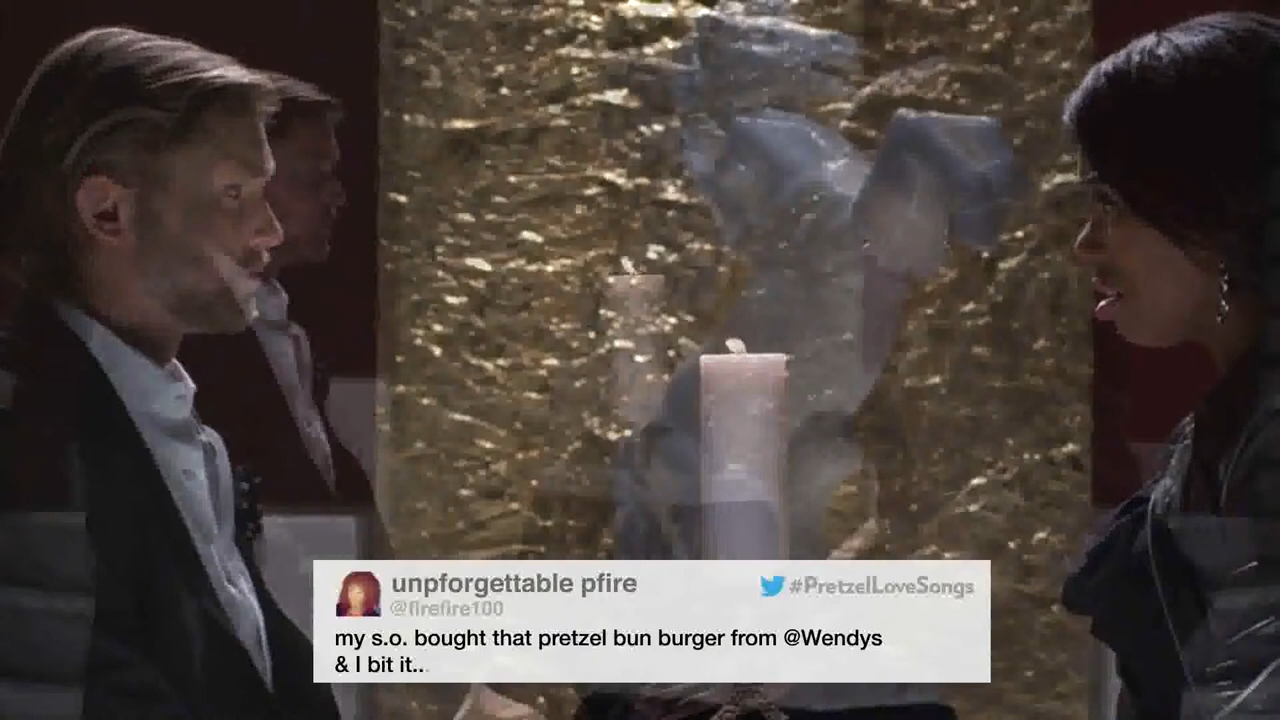 unpforgettable pfire
#PretzelLoveSongs
@firefire100
my s.o. bought that pretzel bun burger from @Wendys
& I bit it..